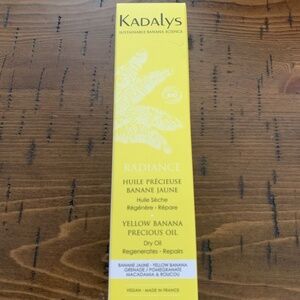 KADALYS
SUSTAINABLE BANANA SCIENCE
RADIANCE
HUILE PRÉCIEUSE
BANANE JAUNE
Huile Sèche
Régénère - Répare
YELLOW BANANA
PRECIOUS OIL
Dry Oil
Regenerates - Repairs
BANANE JAUNE - YELLOW BANANA
GRENADE / POMEGRANATE
MACADAMIA & ROUCOU
VEGAN - MADE IN FRANCE